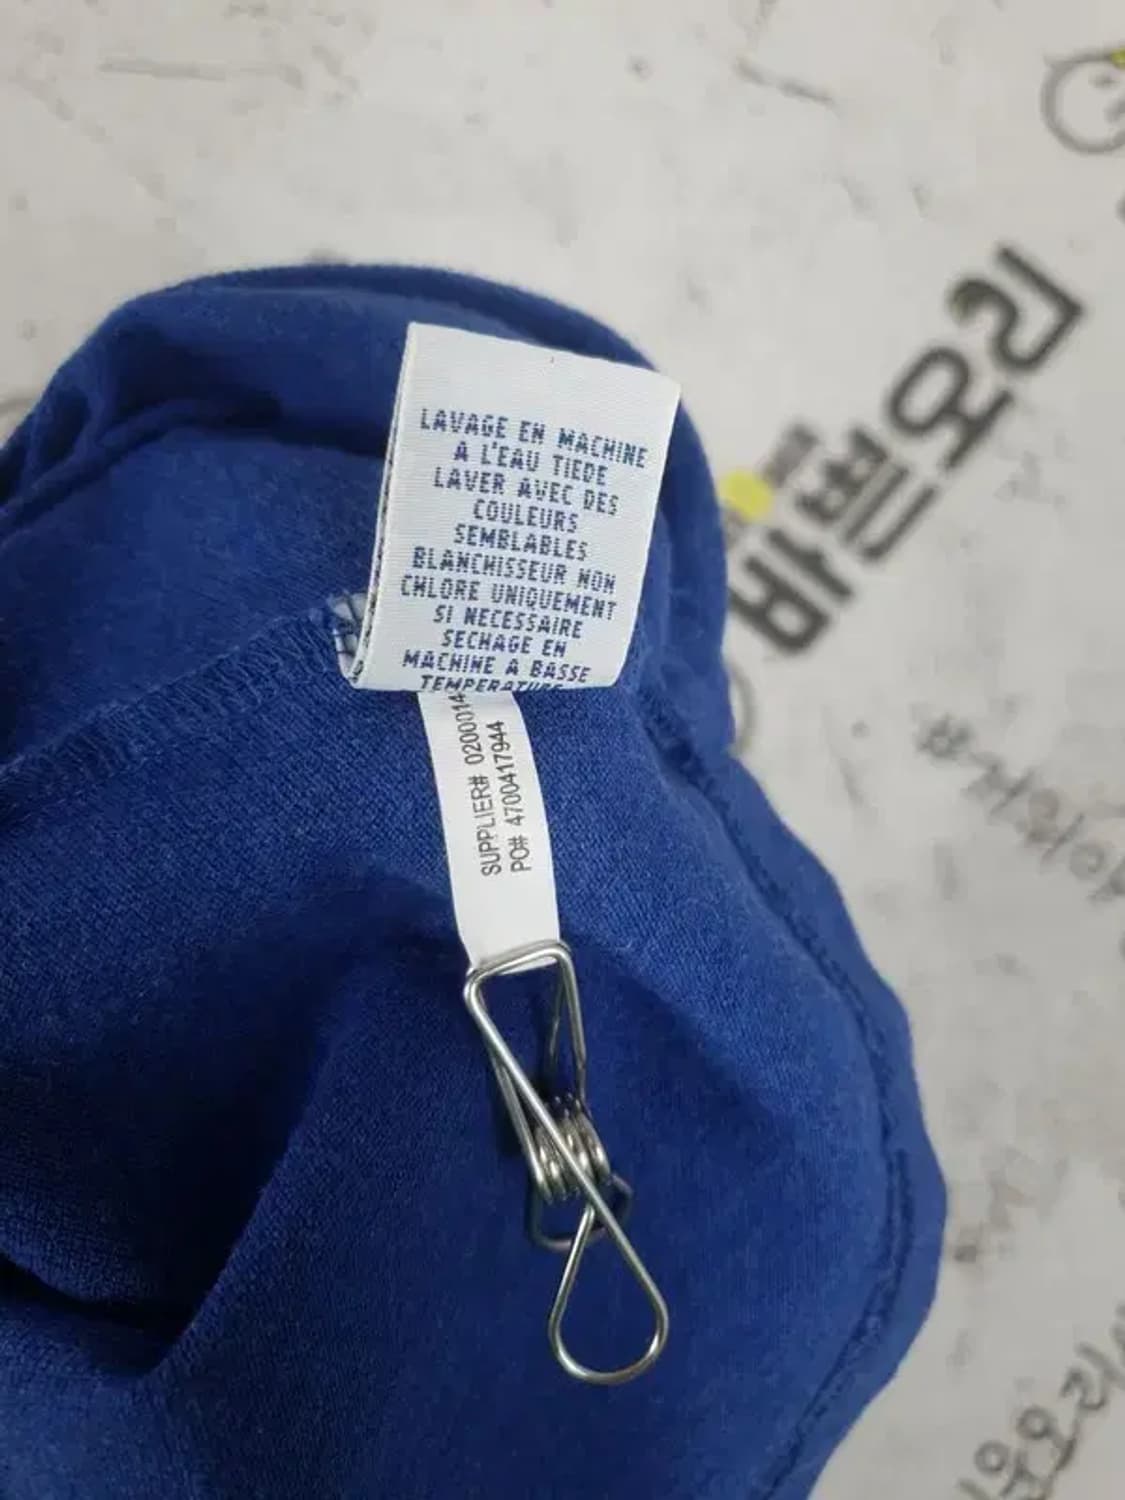 LAVAGE EN MACHINE
A L'EAU TIEDE
LAVER AVEC DES
COULEURS
SEMBLABLES
BLANCHISSEUR NON
CHLORE UNIQUEMENT
SI NECESSAIRE
SECHAGE EN
MACHINE A BASSE
TEMPERATURE
SUPPLIER# 0200014
PO# 4700417944